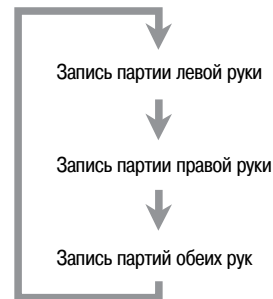 Запись партии левой руки
Запись партии правой руки
Запись партий обеих рук